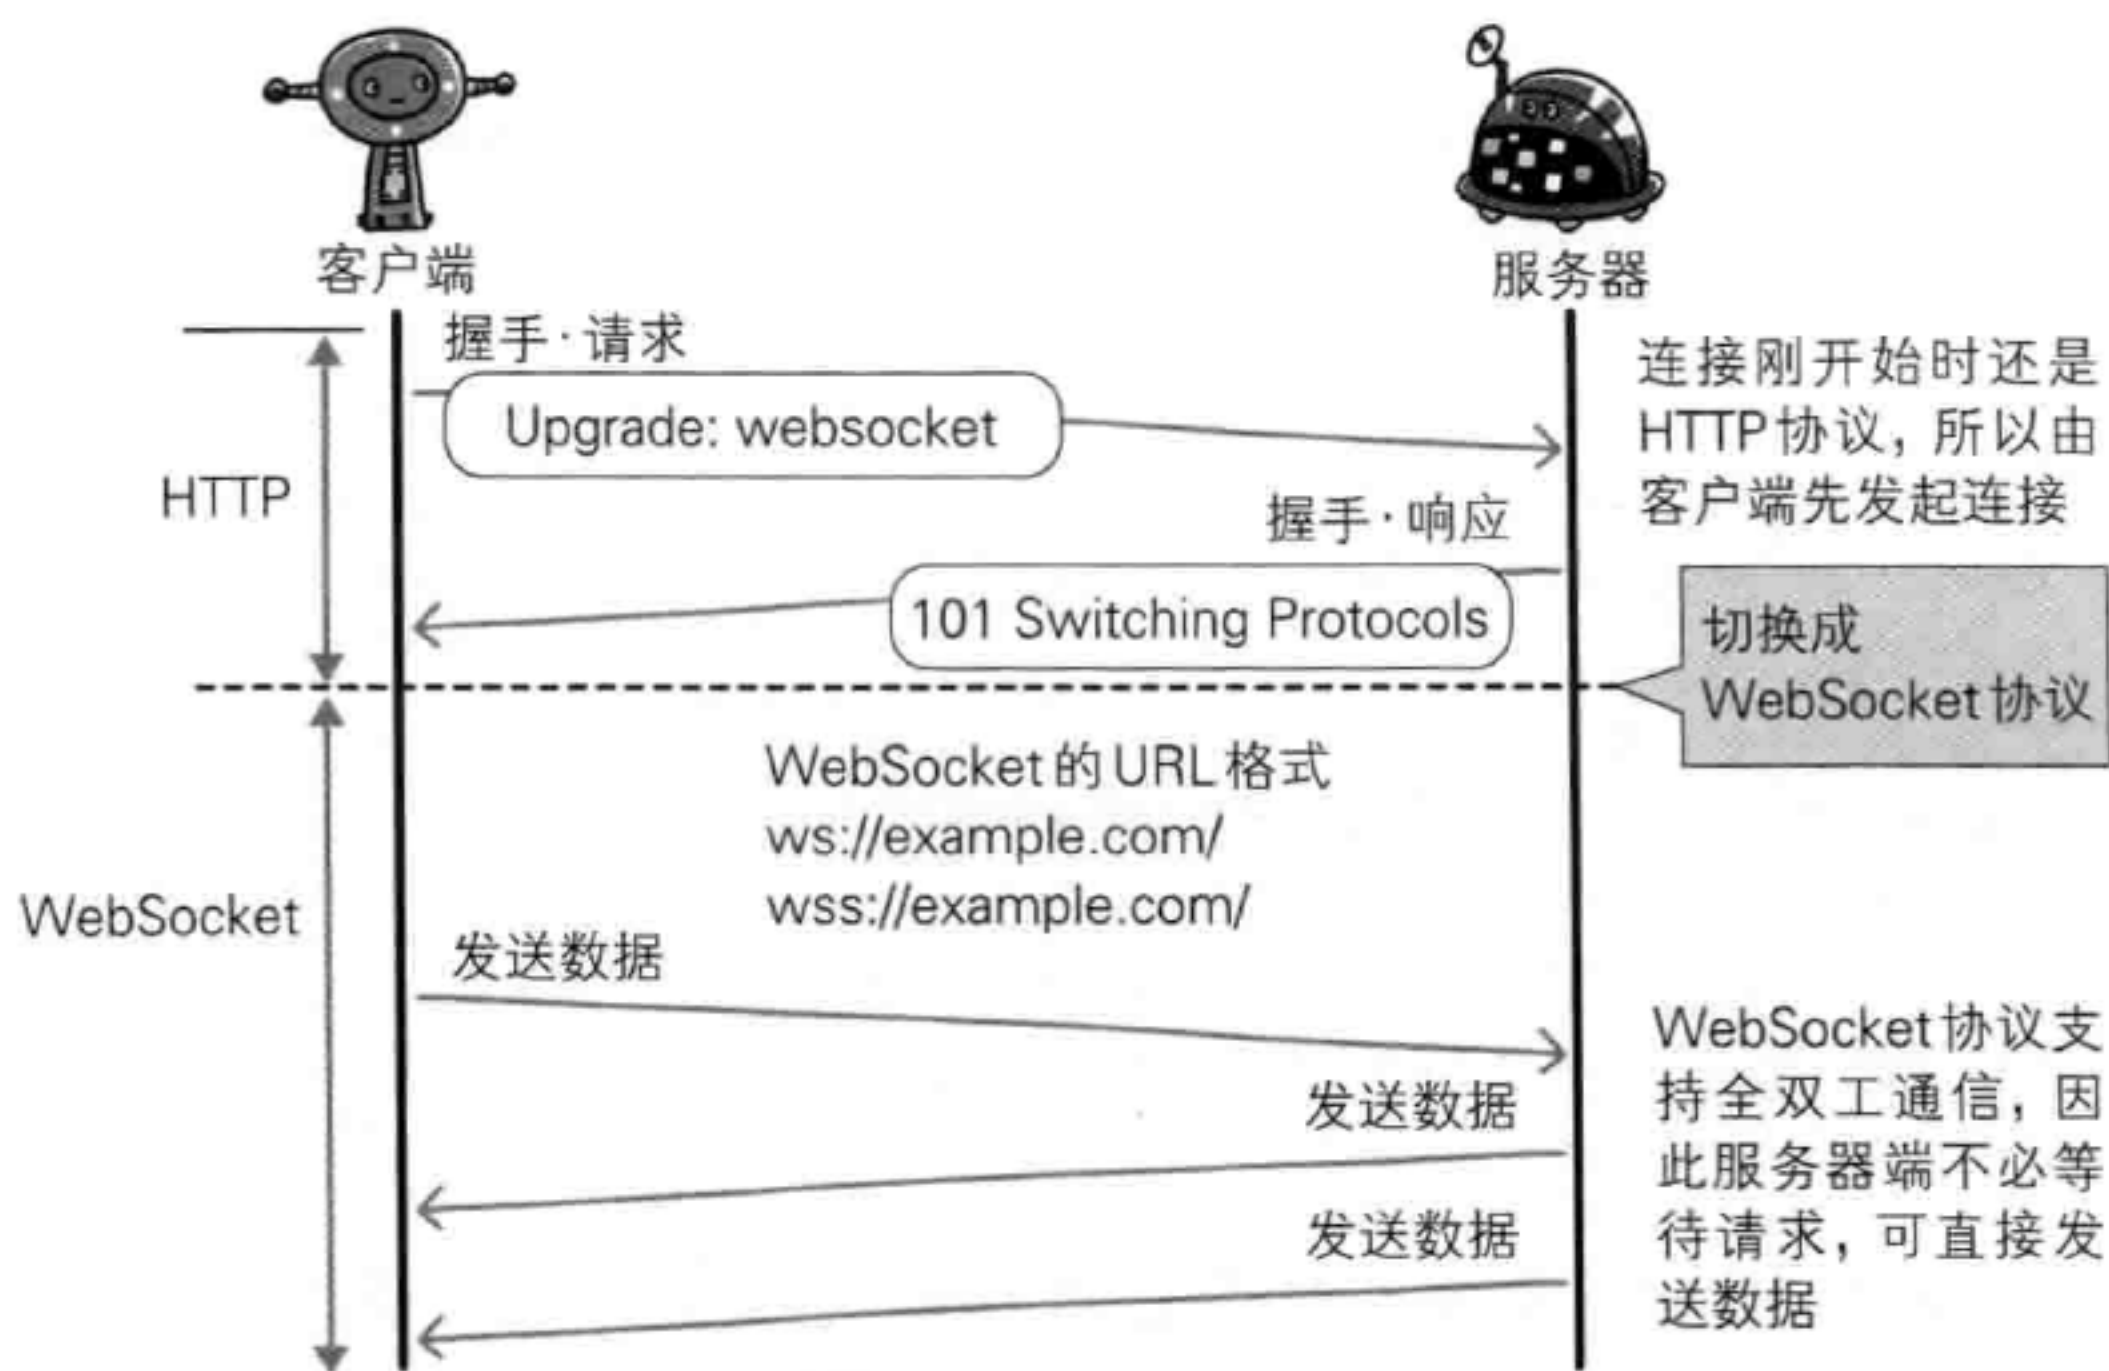 客户端
服务器
握手·请求
Upgrade: websocket
连接刚开始时还是
HTTP协议，所以由
客户端先发起连接
HTTP
握手·响应
101 Switching Protocols
切换成
WebSocket协议
WebSocket的URL格式
ws://example.com/
wss://example.com/
WebSocket
发送数据
发送数据
发送数据
WebSocket协议支
持全双工通信，因
此服务器端不必等
待请求，可直接发
送数据